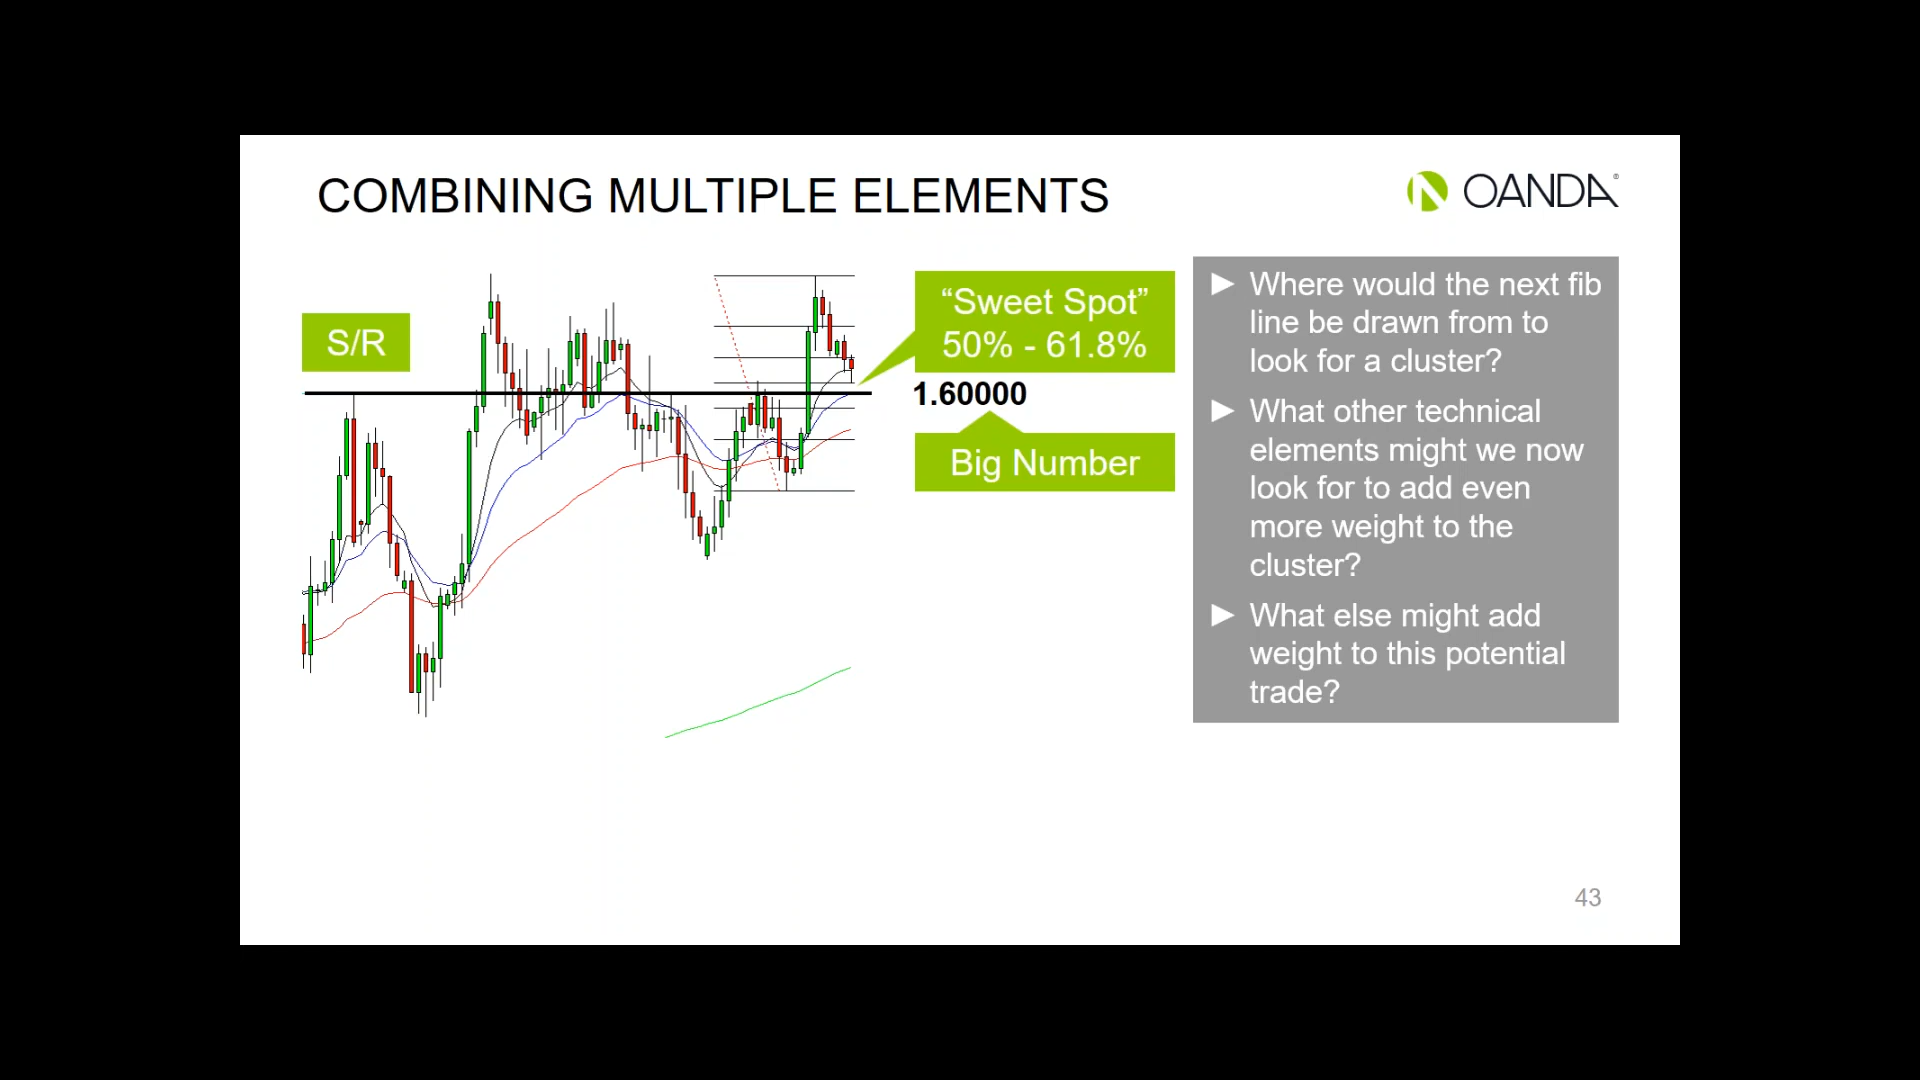 COMBINING MULTIPLE ELEMENTS
OANDA®
S/R
“Sweet Spot”
50% - 61.8%
1.60000
Big Number
► Where would the next fib
line be drawn from to
look for a cluster?
► What other technical
elements might we now
look for to add even
more weight to the
cluster?
► What else might add
weight to this potential
trade?
43